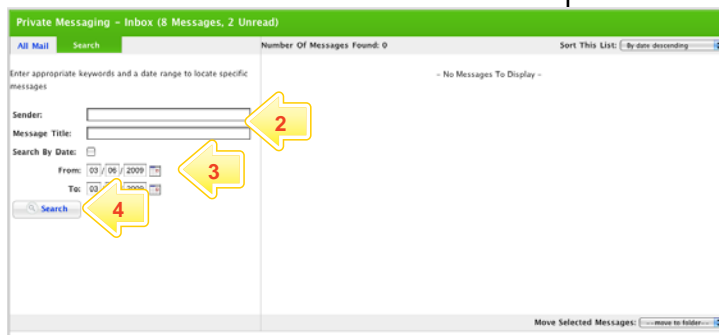 Private Messaging - Inbox (8 Messages, 2 Unread)
All Mail Search Number Of Messages Found: 0 Sort This List: By date descending
Enter appropriate keywords and a date range to locate specific
messages
- No Messages To Display -
Sender:
2
Message Title:
Search By Date:
From: 03 / 06 / 2009
3
To: 03 / 2009
Search
4
Move Selected Messages: ---move to folder---